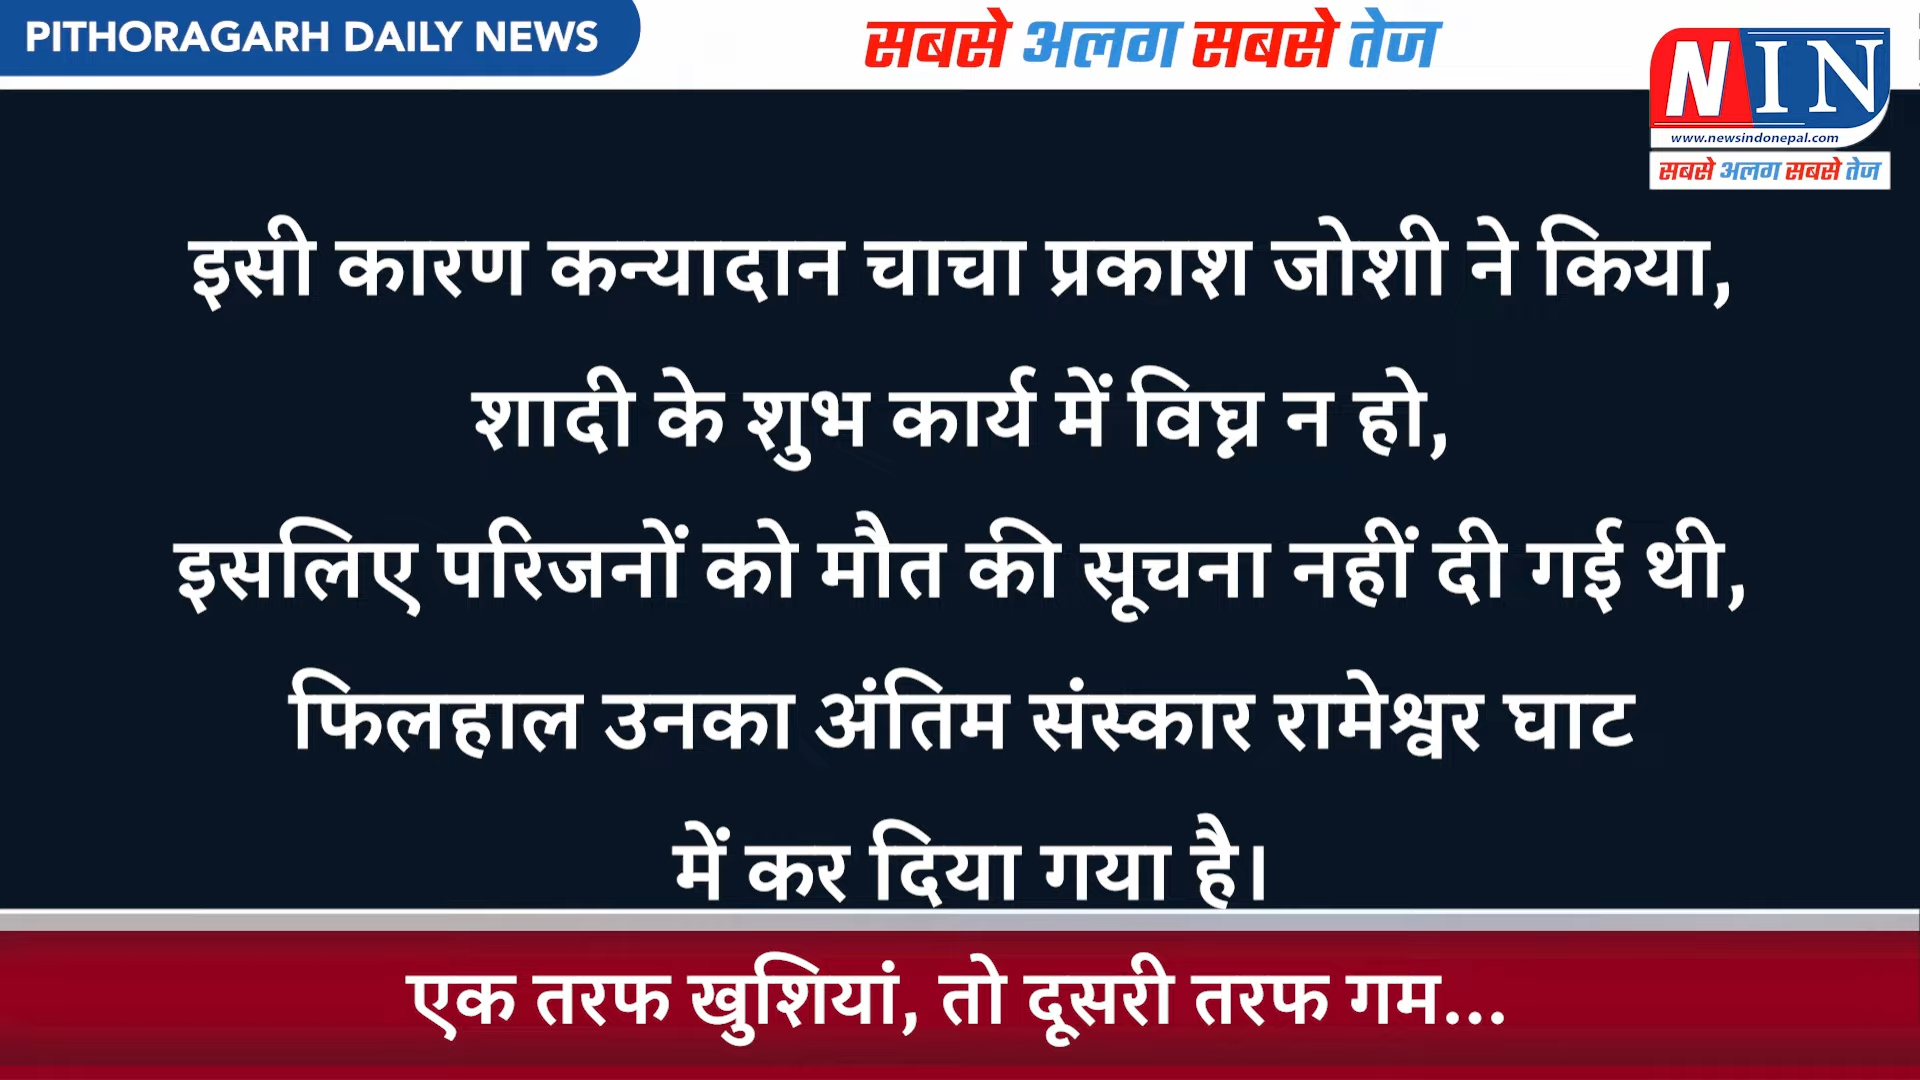 PITHORAGARH DAILY NEWS
सबसे अलग सबसे तेज
NIN
www.newsindonepal.com
सबसे अलग सबसे तेज
इसी कारण कन्यादान चाचा प्रकाश जोशी ने किया,
शादी के शुभ कार्य में विघ्न न हो,
इसलिए परिजनों को मौत की सूचना नहीं दी गई थी,
फिलहाल उनका अंतिम संस्कार रामेश्वर घाट
में कर दिया गया है।
एक तरफ खुशियां, तो दूसरी तरफ गम...